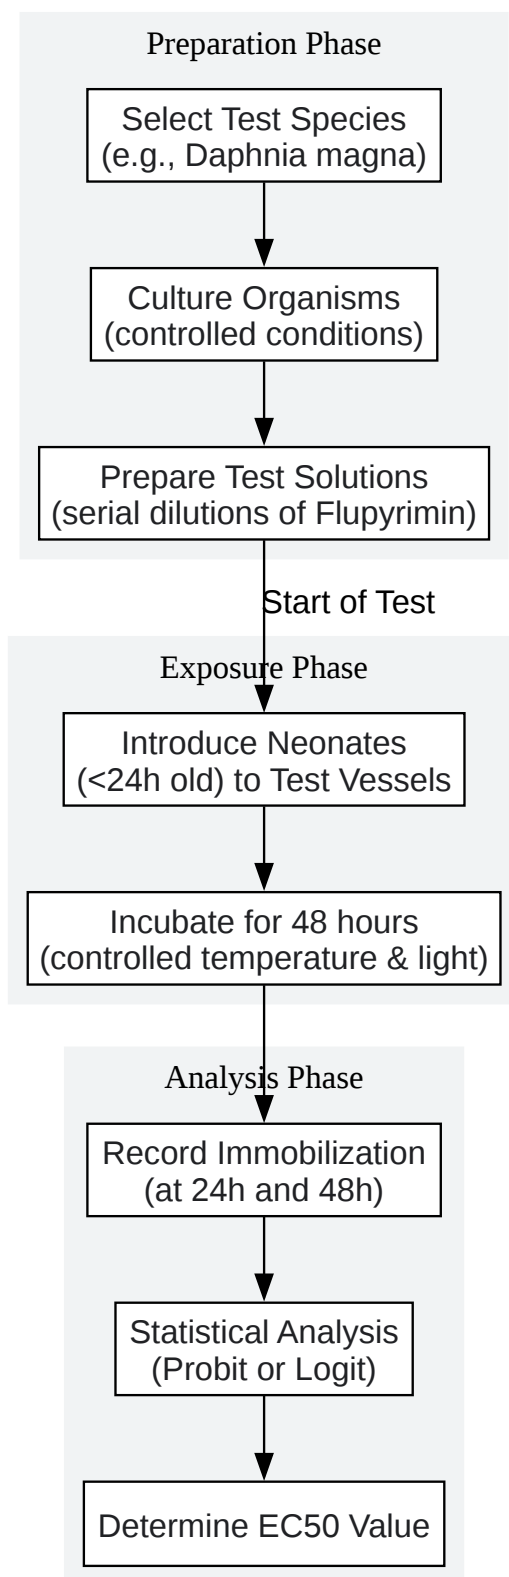 Preparation Phase
Select Test Species
(e.g., Daphnia magna)
Culture Organisms
(controlled conditions)
Prepare Test Solutions
(serial dilutions of Flupyrimin)
Start of Test
Exposure Phase
Introduce Neonates
(<24h old) to Test Vessels
Incubate for 48 hours
(controlled temperature & light)
Analysis Phase
Record Immobilization
(at 24h and 48h)
Statistical Analysis
(Probit or Logit)
Determine EC50 Value